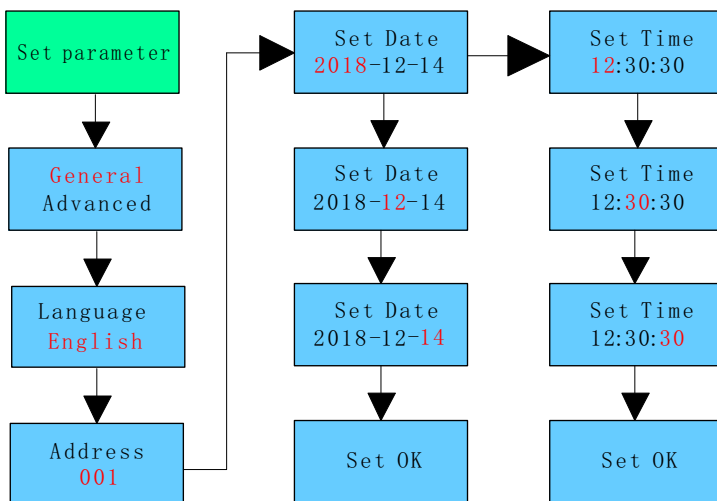 Set parameter
General
Advanced
Language
English
Address
001
Set Date
2018-12-14
Set Date
2018-12-14
Set Date
2018-12-14
Set OK
Set Time
12:30:30
Set Time
12:30:30
Set Time
12:30:30
Set OK